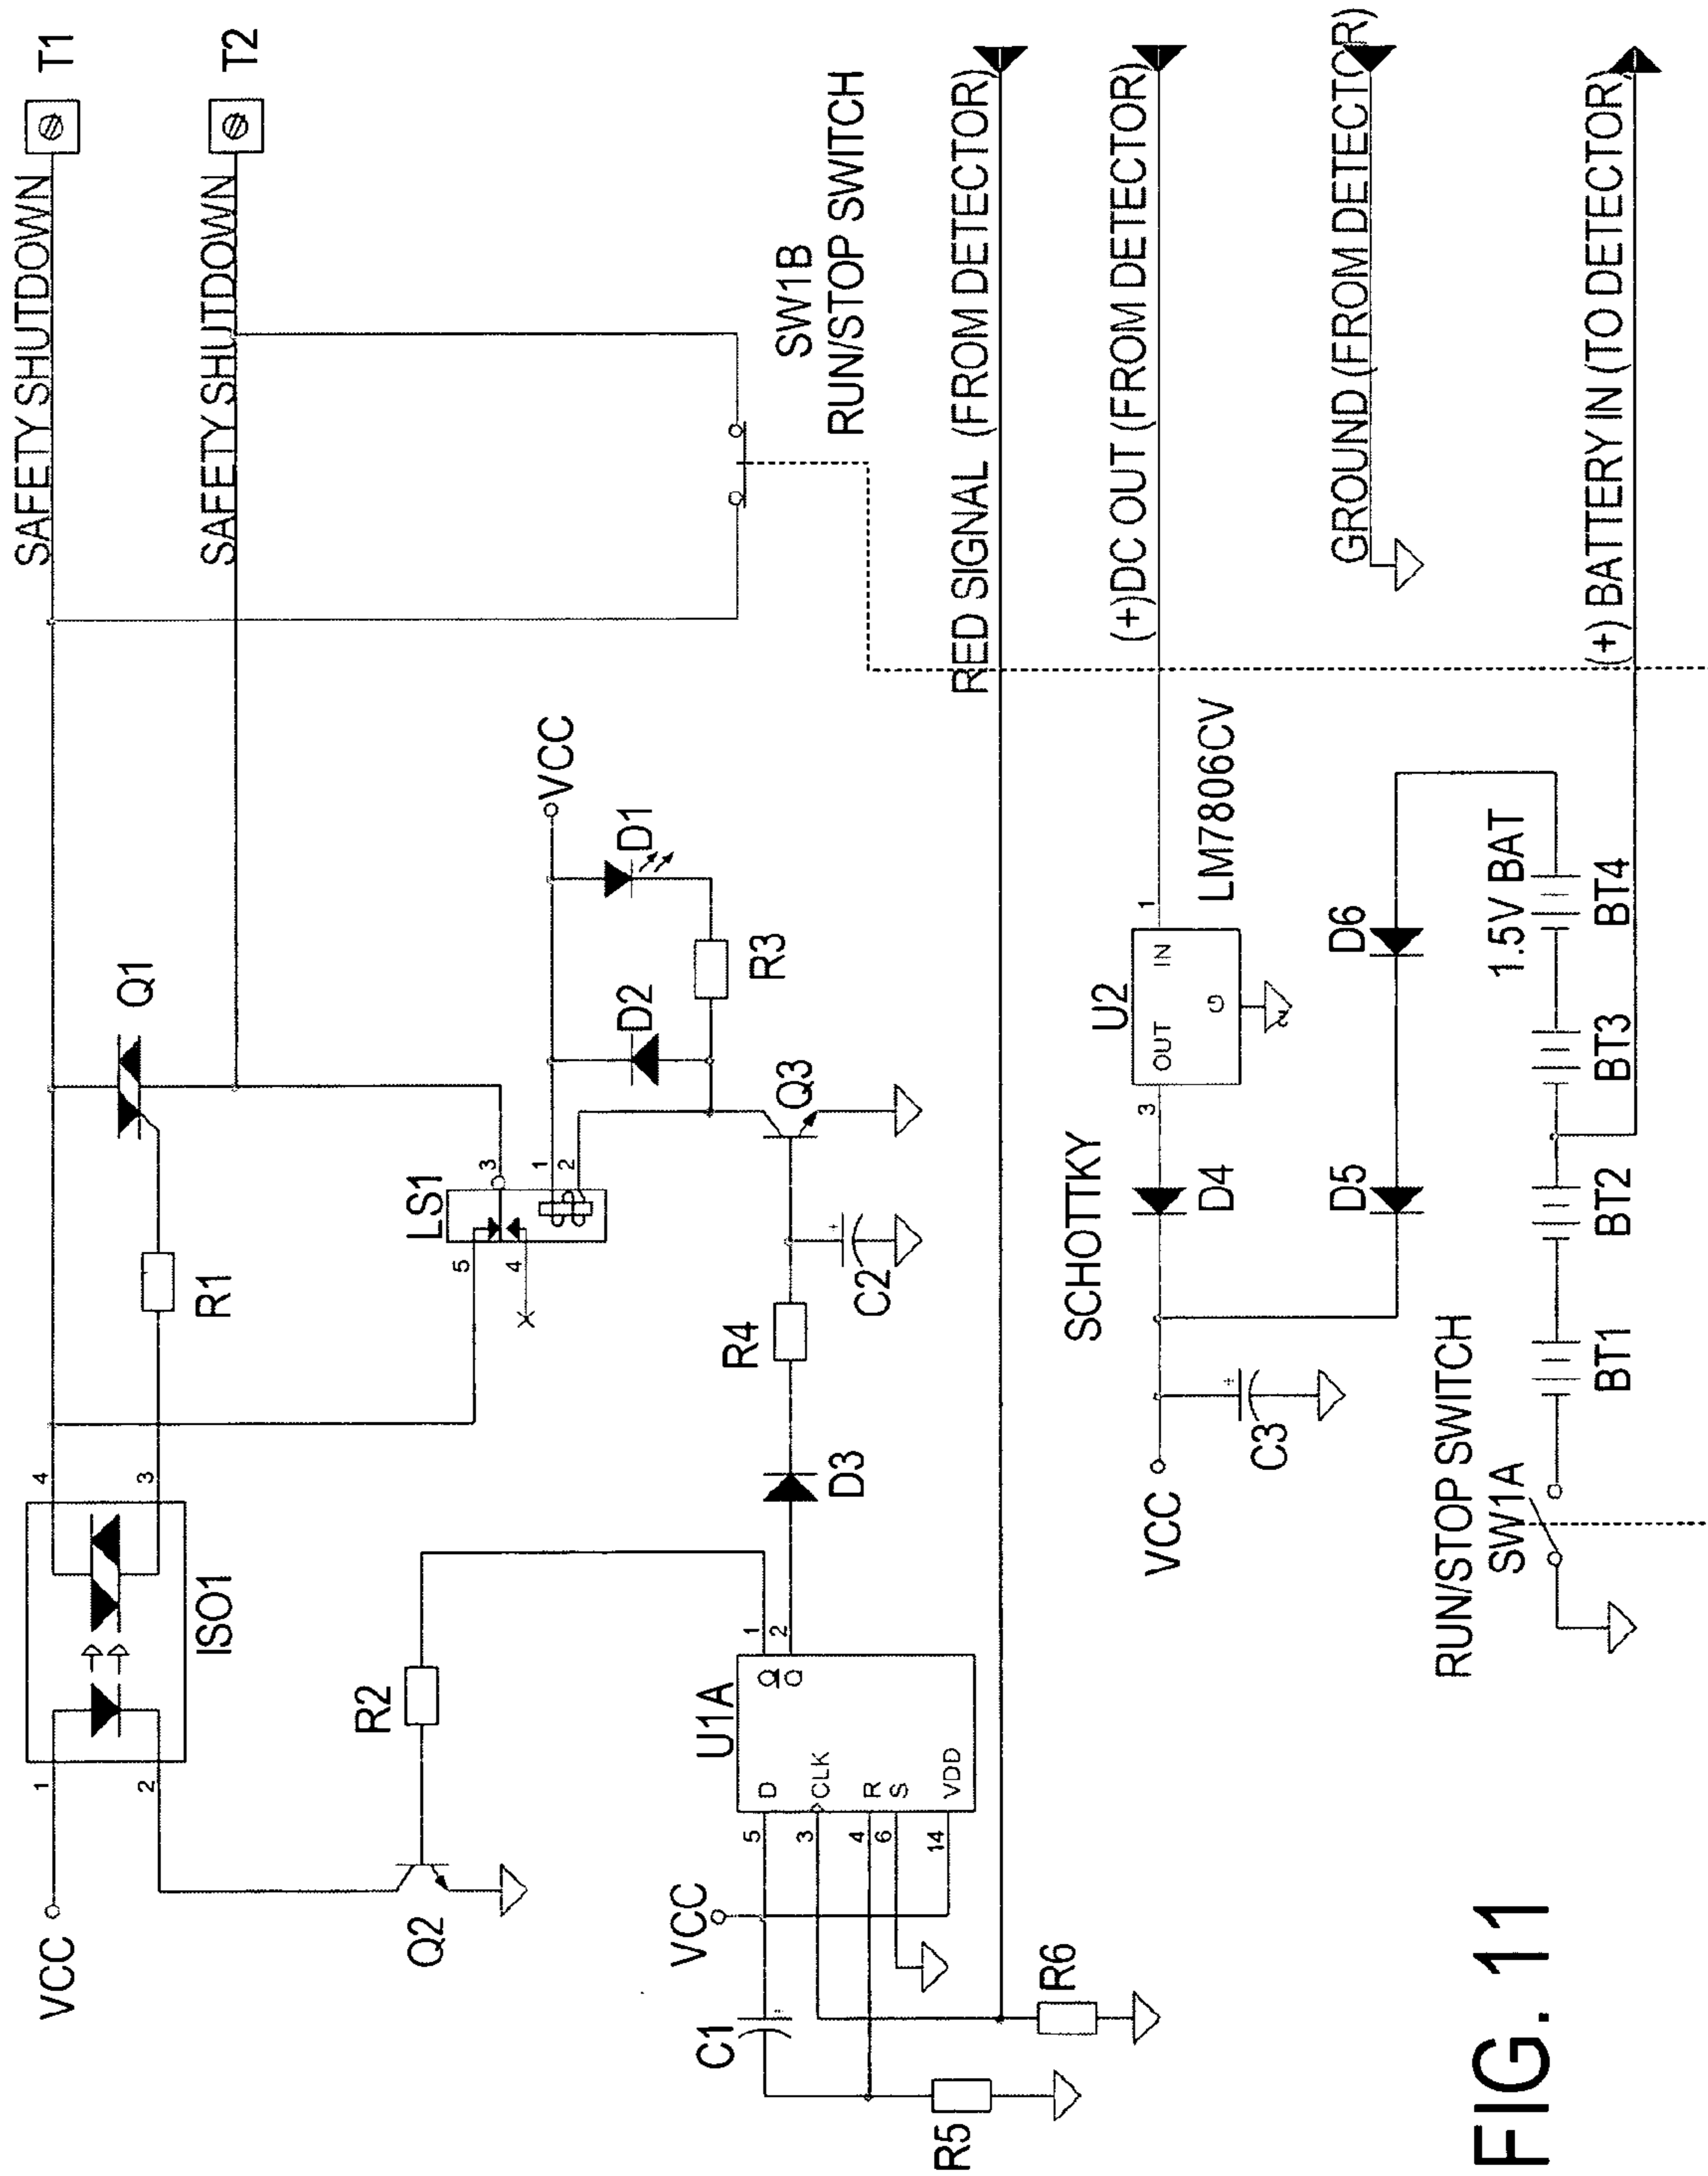 T1
SAFETY SHUTDOWN
T2
SAFETY SHUTDOWN
SW1B
RUN/STOP SWITCH
RED SIGNAL (FROM DETECTOR)
(+)DC OUT (FROM DETECTOR)
GROUND (FROM DETECTOR)
(+) BATTERY IN (TO DETECTOR)
VCC
1
2
4
3
ISO1
R1
Q1
Q2
R2
LS1
5
4
3
1
2
VCC
D1
D2
R3
Q3
C2
R4
D3
U1A
D
CLK
R
S
VDD
Q
Q
1
2
5
3
4
6
14
VCC
C1
R5
R6
VCC
C3
SCHOTTKY
D4
3
OUT
IN
G
U2
1
LM7806CV
D5
D6
1.5V BAT
RUN/STOP SWITCH
SW1A
BT1
BT2
BT3
BT4
FIG. 11